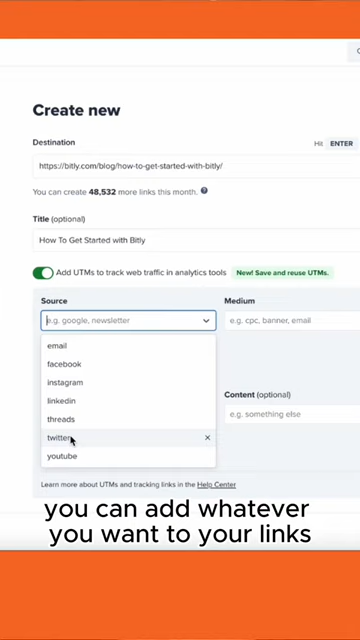 Create new
Destination
Hit ENTER
https://bitly.com/blog/how-to-get-started-with-bitly/
You can create 48,532 more links this month.
Title (optional)
How To Get Started with Bitly
Add UTMs to track web traffic in analytics tools New! Save and reuse UTMs.
Source Medium
e.g. google, newsletter e.g. cpc, banner, email
email
facebook
instagram
linkedin
Content (optional)
threads e.g. something else
twitter
youtube
Learn more about UTMs and tracking links in the Help Center
you can add whatever
you want to your links